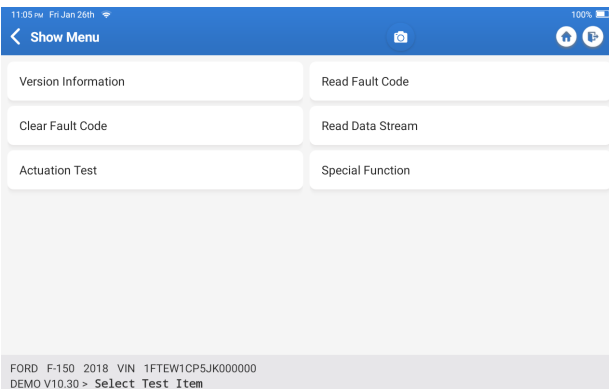 11:05 PM Fri Jan 26th 100%
Show Menu
Version Information Read Fault Code
Clear Fault Code Read Data Stream
Actuation Test Special Function
FORD F-150 2018 VIN 1FTEW1CP5JK000000
DEMO V10.30 > Select Test Item